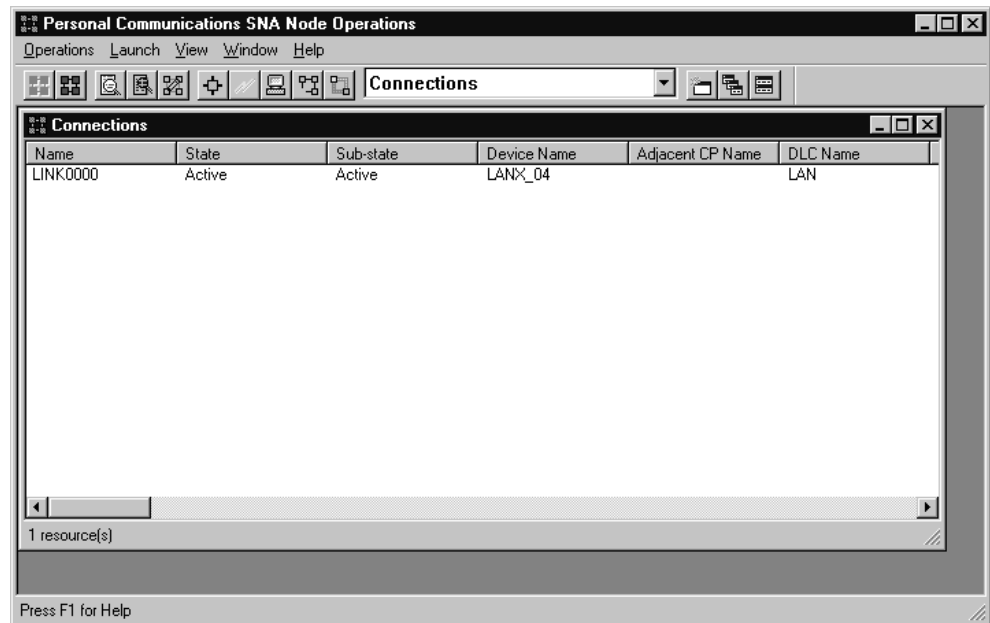 Personal Communications SNA Node Operations
Operations Launch View Window Help
Connections
Connections
Name State Sub-state Device Name Adjacent CP Name DLC Name
LINK0000 Active Active LANX_04 LAN
1 resource(s)
Press F1 for Help